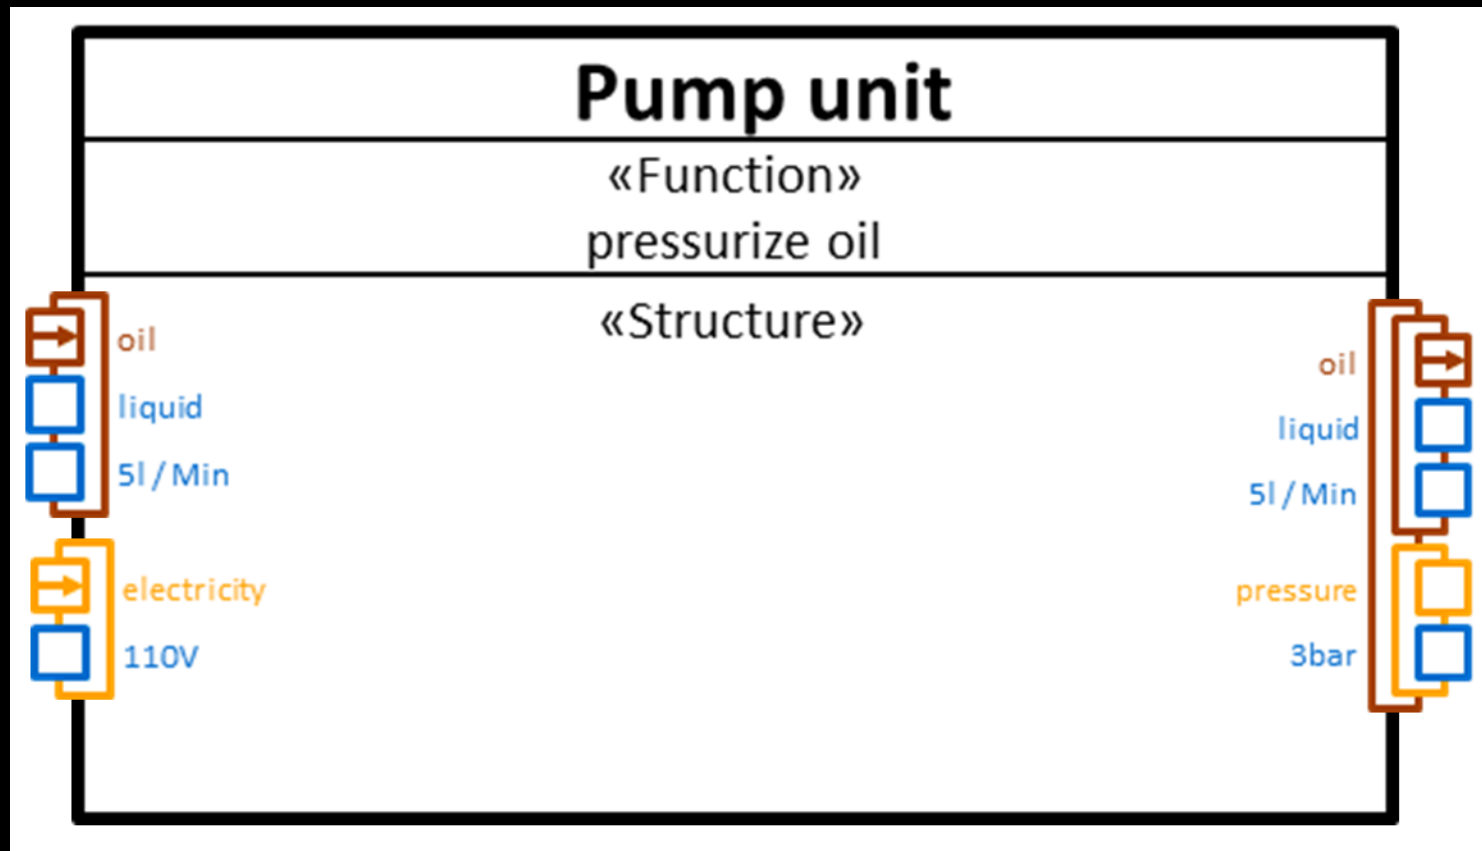 Pump unit
«Function»
pressurize oil
«Structure»
oil
liquid
5l/Min
electricity
110V
oil
liquid
5l/Min
pressure
3bar